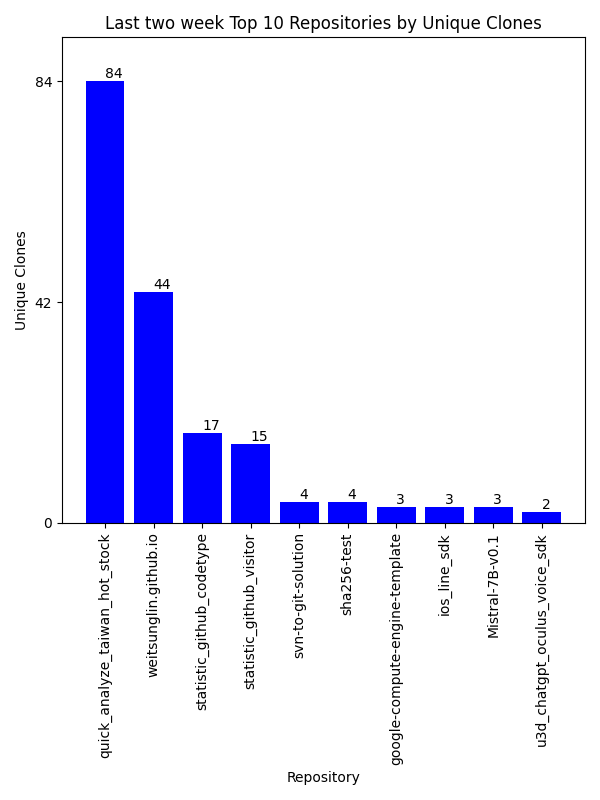 Last two week Top 10 Repositories by Unique Clones
84
42
0
Unique Clones
84
44
17
15
4
4
3
3
3
2
quick_analyze_taiwan_hot_stock
weitsunglin.github.io
statistic_github_codetype
statistic_github_visitor
svn-to-git-solution
sha256-test
google-compute-engine-template
ios_line_sdk
Mistral-7B-v0.1
u3d_chatgpt_oculus_voice_sdk
Repository